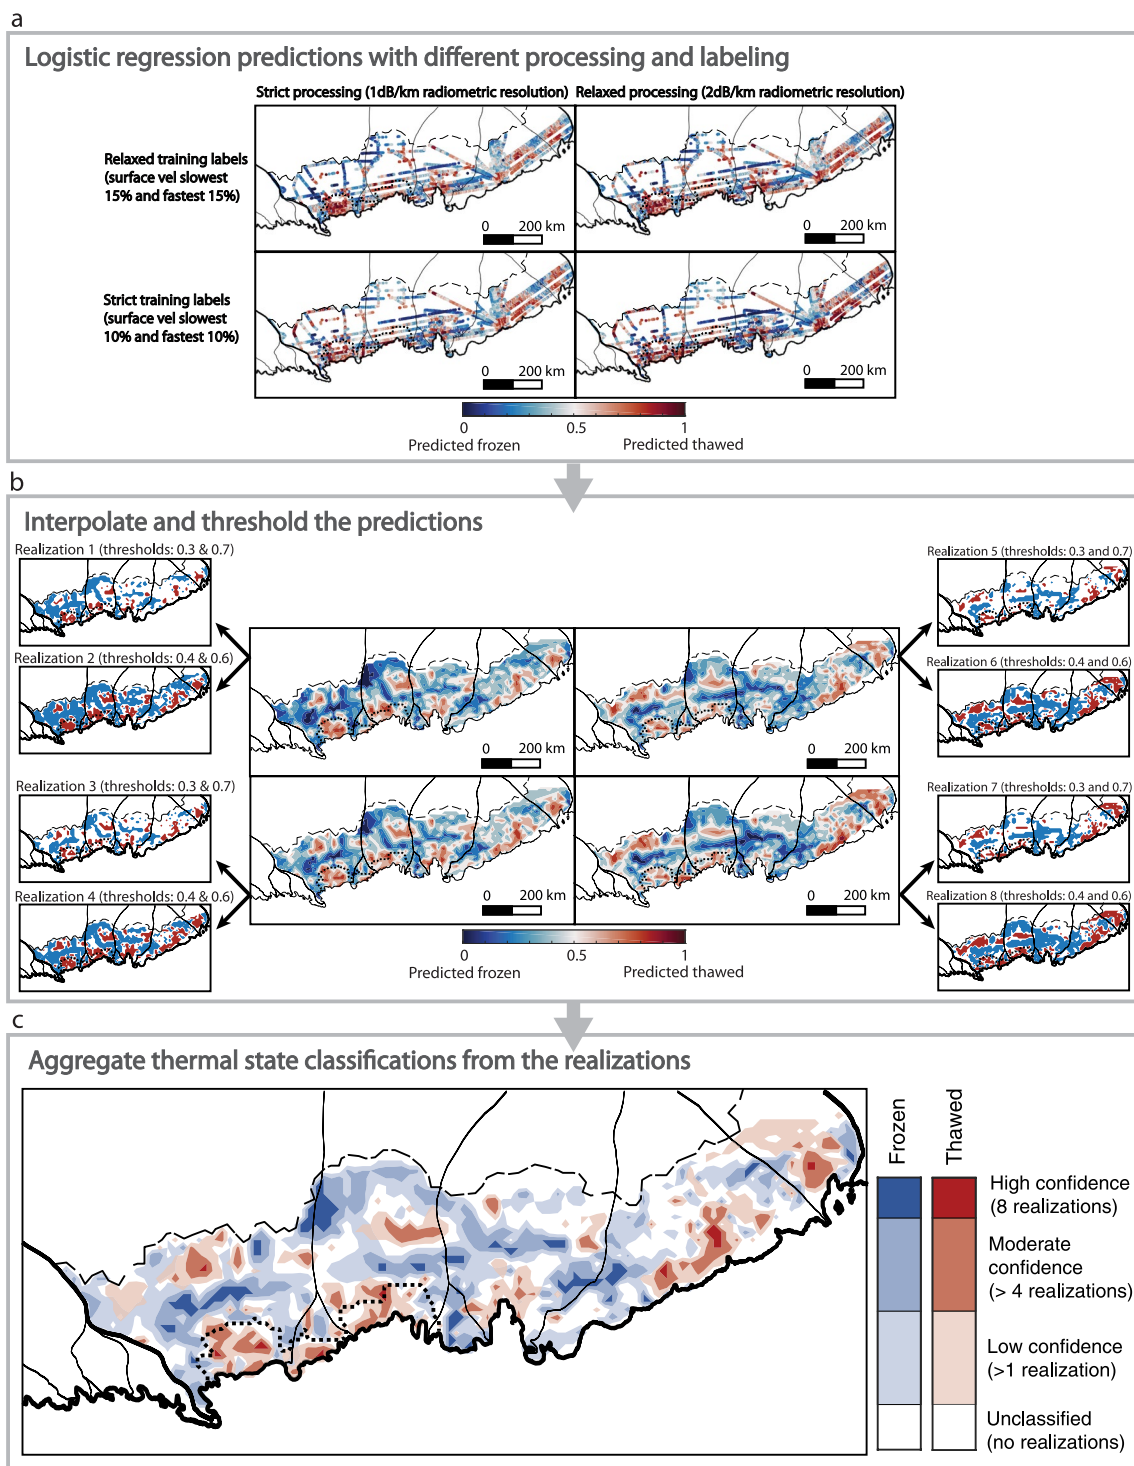 a
Logistic regression predictions with different processing and labeling
Strict processing (1dB/km radiometric resolution)
Relaxed processing (2dB/km radiometric resolution)
Relaxed training labels
(surface vel slowest
15% and fastest 15%)
0 200 km
0 200 km
Strict training labels
(surface vel slowest
10% and fastest 10%)
0 200 km
0 200 km
0 0.5 1
Predicted frozen Predicted thawed
b
Interpolate and threshold the predictions
Realization 1 (thresholds: 0.3 & 0.7)
Realization 5 (thresholds: 0.3 and 0.7)
Realization 2 (thresholds: 0.4 & 0.6)
Realization 6 (thresholds: 0.4 and 0.6)
0 200 km
0 200 km
Realization 3 (thresholds: 0.3 & 0.7)
Realization 7 (thresholds: 0.3 and 0.7)
Realization 4 (thresholds: 0.4 & 0.6)
Realization 8 (thresholds: 0.4 and 0.6)
0 200 km
0 200 km
0 0.5 1
Predicted frozen Predicted thawed
c
Aggregate thermal state classifications from the realizations
Frozen
Thawed
High confidence
(8 realizations)
Moderate
confidence
(> 4 realizations)
Low confidence
(>1 realization)
Unclassified
(no realizations)